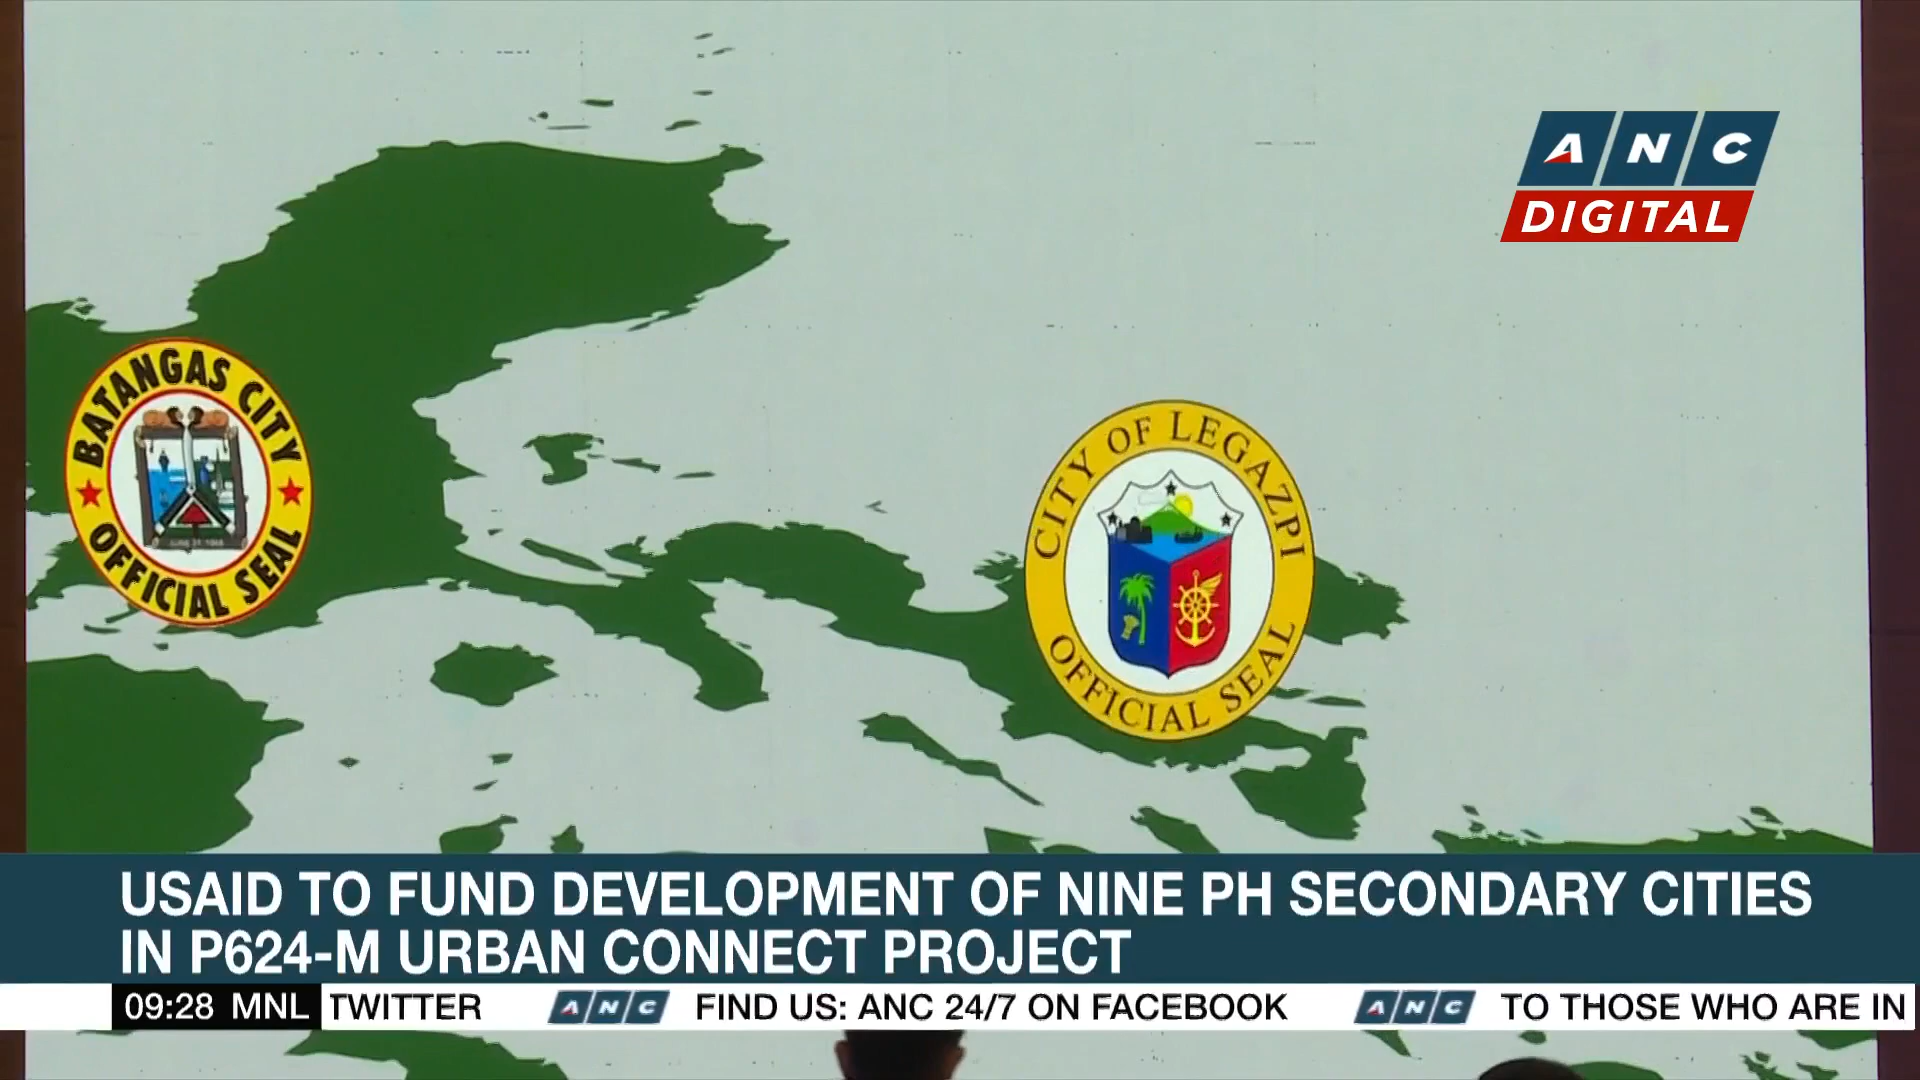 ANC
DIGITAL
BATANGAS CITY
OFFICIAL SEAL
CITY OF LEGAZPI
OFFICIAL SEAL
USAID TO FUND DEVELOPMENT OF NINE PH SECONDARY CITIES
IN P624-M URBAN CONNECT PROJECT
09:28 MNL TWITTER ANC FIND US: ANC 24/7 ON FACEBOOK ANC TO THOSE WHO ARE IN